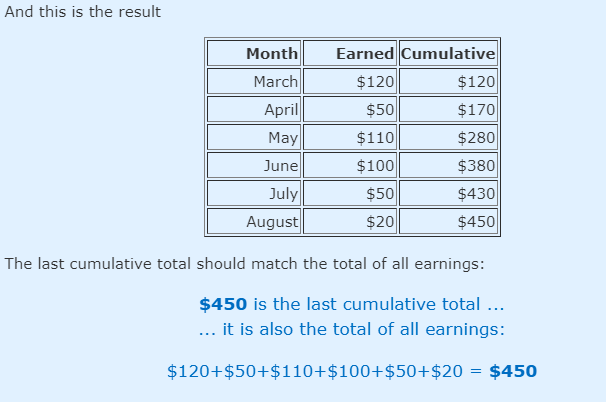 And this is the result
Month Earned Cumulative
March $120 $120
April $50 $170
May $110 $280
June $100 $380
July $50 $430
August $20 $450
The last cumulative total should match the total of all earnings:
$450 is the last cumulative total ...
... it is also the total of all earnings:
$120+$50+$110+$100+$50+$20 = $450